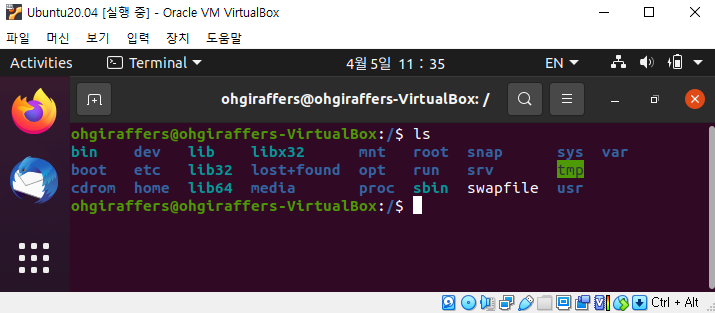 Ubuntu20.04 [실행 중] - Oracle VM VirtualBox
파일 머신 보기 입력 장치 도움말
Activities Terminal 4월 5일 11 : 35 EN
ohgiraffers@ohgiraffers-VirtualBox: /
ohgiraffers@ohgiraffers-VirtualBox:/$ ls
bin dev lib libx32 mnt root snap sys var
boot etc lib32 lost+found opt run srv tmp
cdrom home lib64 media proc sbin swapfile usr
ohgiraffers@ohgiraffers-VirtualBox:/$
Ctrl + Alt